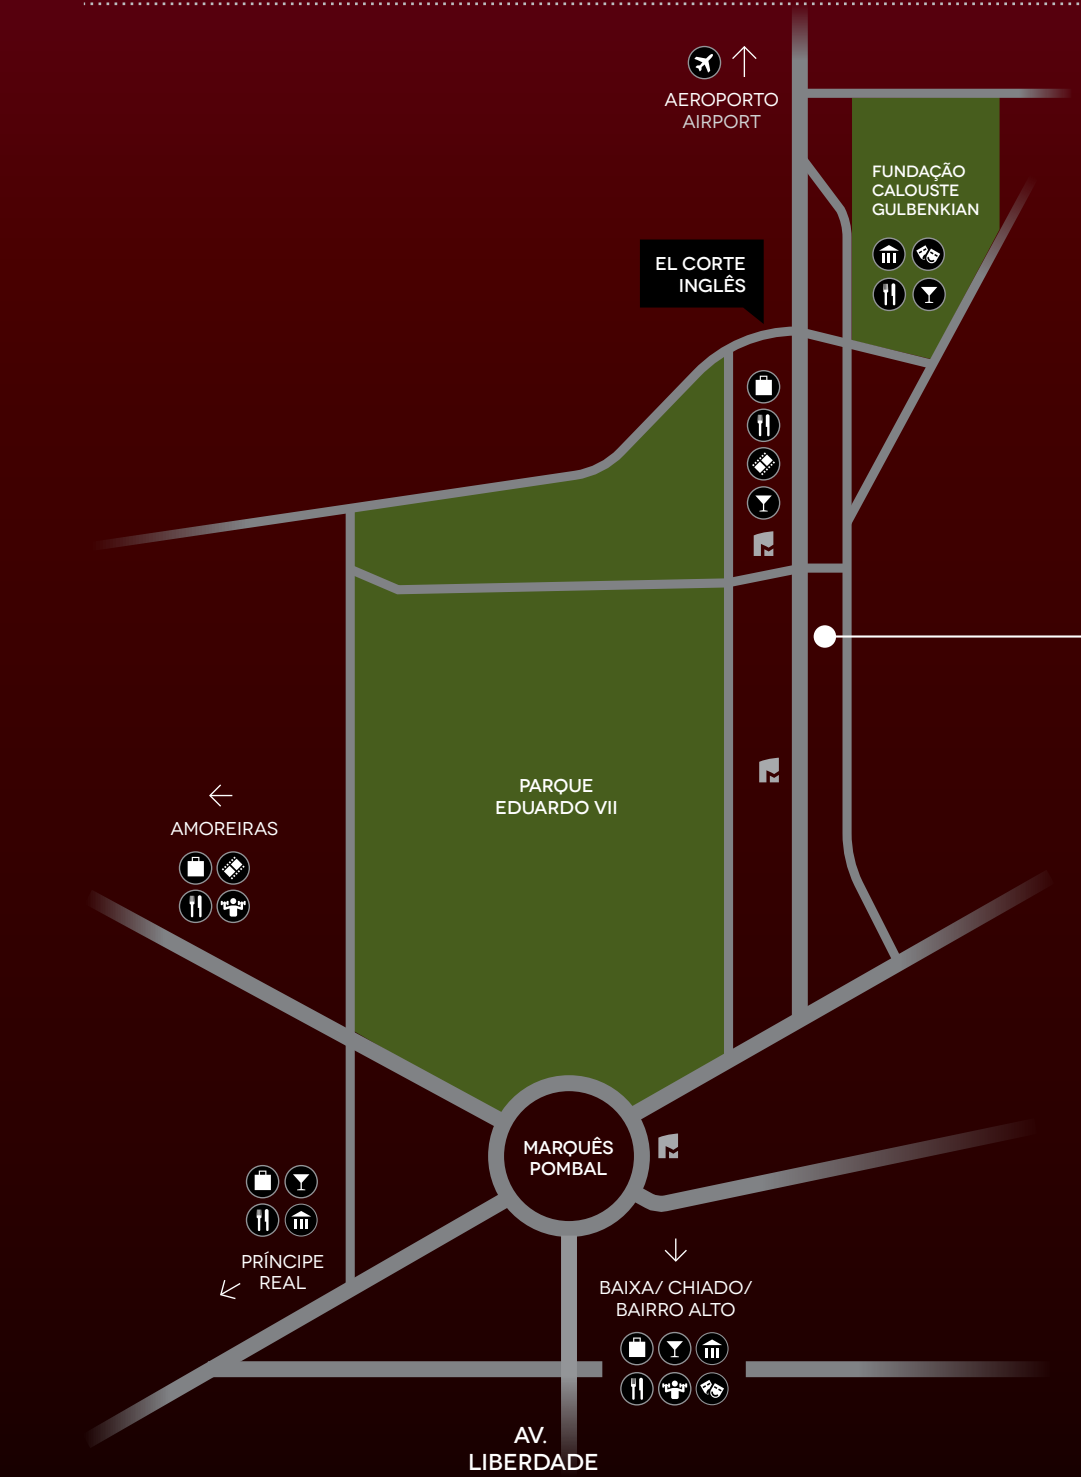 AEROPORTO
AIRPORT
FUNDAÇÃO
CALOUSTE
GULBENKIAN
EL CORTE
INGLÊS
PARQUE
EDUARDO VII
AMOREIRAS
MARQUÊS
POMBAL
PRÍNCIPE
REAL
BAIXA/ CHIADO/
BAIRRO ALTO
AV.
LIBERDADE